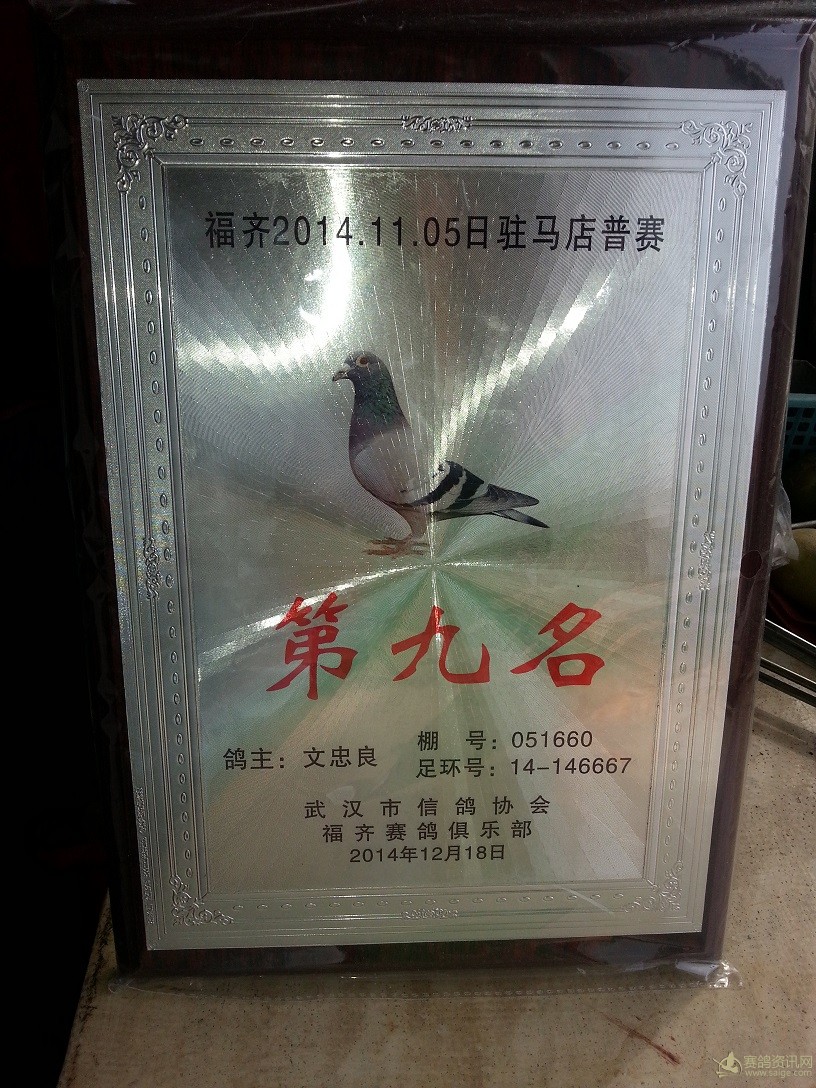 福齐2014.11.05日驻马店普赛
第九名
鸽主：文忠良
棚 号：051660
足环号：14-146667
武汉市信鸽协会
福齐赛鸽俱乐部
2014年12月18日
赛鸽资讯网
www.saige.com